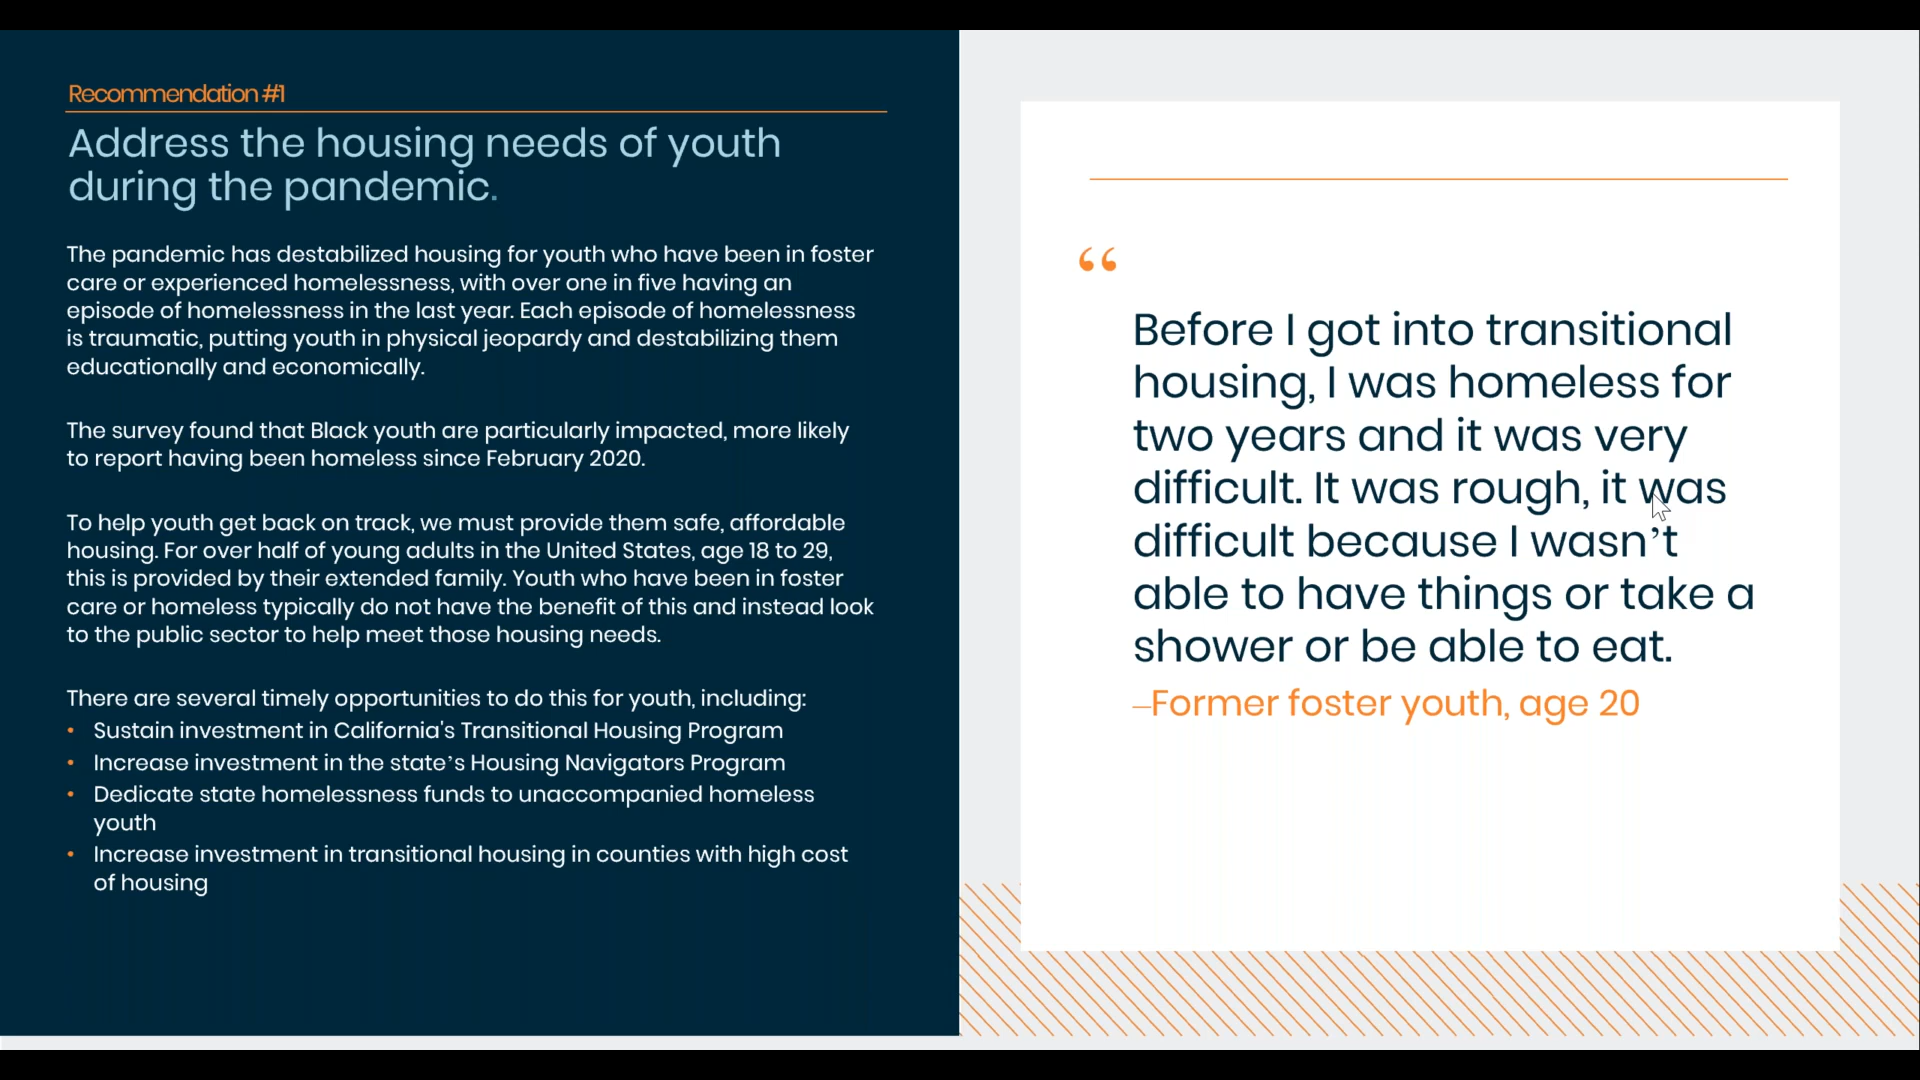 Recommendation #1
Address the housing needs of youth
during the pandemic.
The pandemic has destabilized housing for youth who have been in foster
care or experienced homelessness, with over one in five having an
episode of homelessness in the last year. Each episode of homelessness
is traumatic, putting youth in physical jeopardy and destabilizing them
educationally and economically.
The survey found that Black youth are particularly impacted, more likely
to report having been homeless since February 2020.
To help youth get back on track, we must provide them safe, affordable
housing. For over half of young adults in the United States, age 18 to 29,
this is provided by their extended family. Youth who have been in foster
care or homeless typically do not have the benefit of this and instead look
to the public sector to help meet those housing needs.
There are several timely opportunities to do this for youth, including:
• Sustain investment in California's Transitional Housing Program
• Increase investment in the state’s Housing Navigators Program
• Dedicate state homelessness funds to unaccompanied homeless
youth
• Increase investment in transitional housing in counties with high cost
of housing
“
Before I got into transitional
housing, I was homeless for
two years and it was very
difficult. It was rough, it was
difficult because I wasn’t
able to have things or take a
shower or be able to eat.
–Former foster youth, age 20